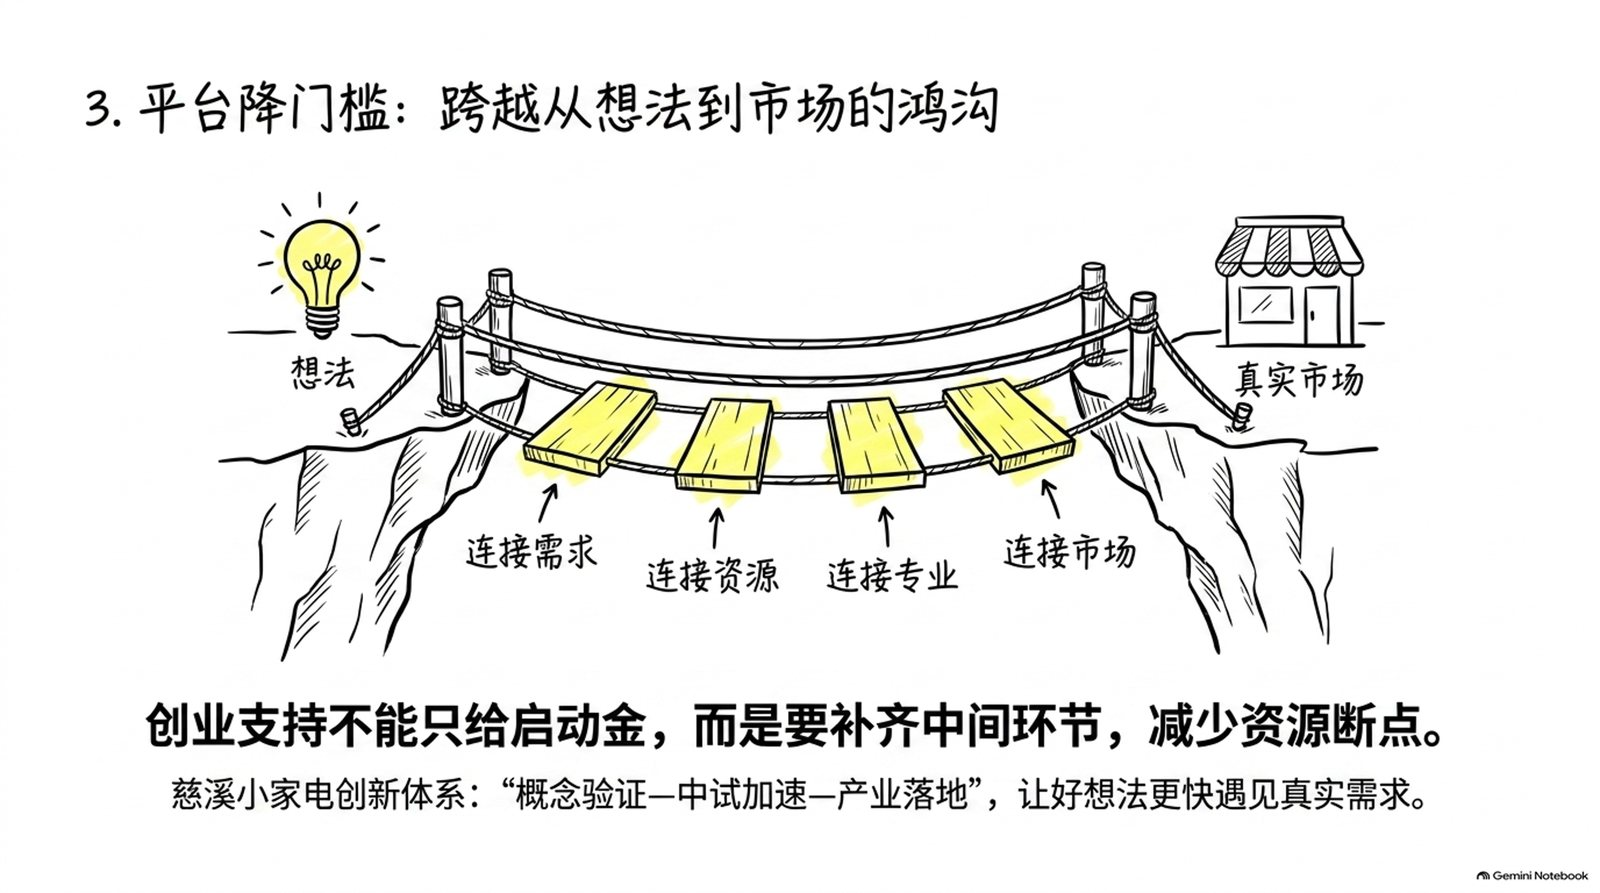 3. 平台降门槛：跨越从想法到市场的鸿沟
想法
真实市场
连接需求
连接资源
连接专业
连接市场
创业支持不能只给启动金，而是要补齐中间环节，减少资源断点。
慈溪小家电创新体系：“概念验证—中试加速—产业落地”，让好想法更快遇见真实需求。
Gemini Notebook